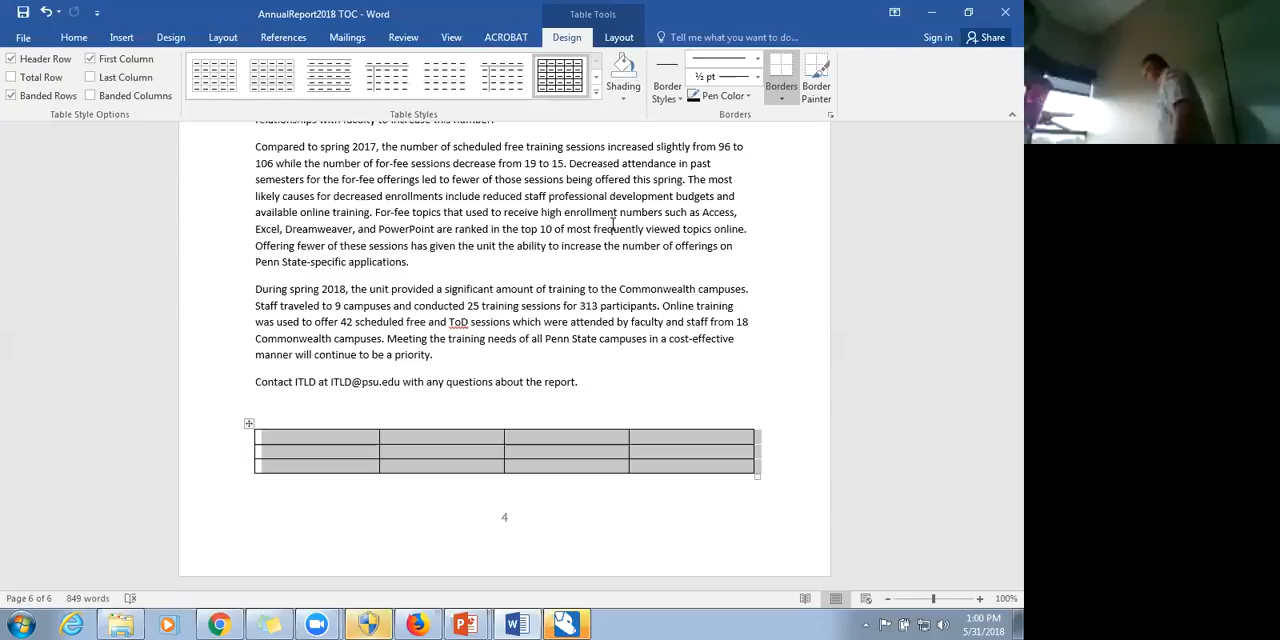 AnnualReport2018 TOC - Word
Table Tools
File Home Insert Design Layout References Mailings Review View ACROBAT Design Layout Tell me what you want to do... Sign in Share
Header Row First Column
Total Row Last Column
Banded Rows Banded Columns
Table Style Options
Table Styles
Shading
Border Styles
½ pt
Pen Color
Borders
Border Painter
Borders
relationships with faculty to increase this number.
Compared to spring 2017, the number of scheduled free training sessions increased slightly from 96 to
106 while the number of for-fee sessions decrease from 19 to 15. Decreased attendance in past
semesters for the for-fee offerings led to fewer of those sessions being offered this spring. The most
likely causes for decreased enrollments include reduced staff professional development budgets and
available online training. For-fee topics that used to receive high enrollment numbers such as Access,
Excel, Dreamweaver, and PowerPoint are ranked in the top 10 of most frequently viewed topics online.
Offering fewer of these sessions has given the unit the ability to increase the number of offerings on
Penn State-specific applications.
During spring 2018, the unit provided a significant amount of training to the Commonwealth campuses.
Staff traveled to 9 campuses and conducted 25 training sessions for 313 participants. Online training
was used to offer 42 scheduled free and ToD sessions which were attended by faculty and staff from 18
Commonwealth campuses. Meeting the training needs of all Penn State campuses in a cost-effective
manner will continue to be a priority.
Contact ITLD at ITLD@psu.edu with any questions about the report.
4
Page 6 of 6 849 words
100%
1:00 PM
5/31/2018